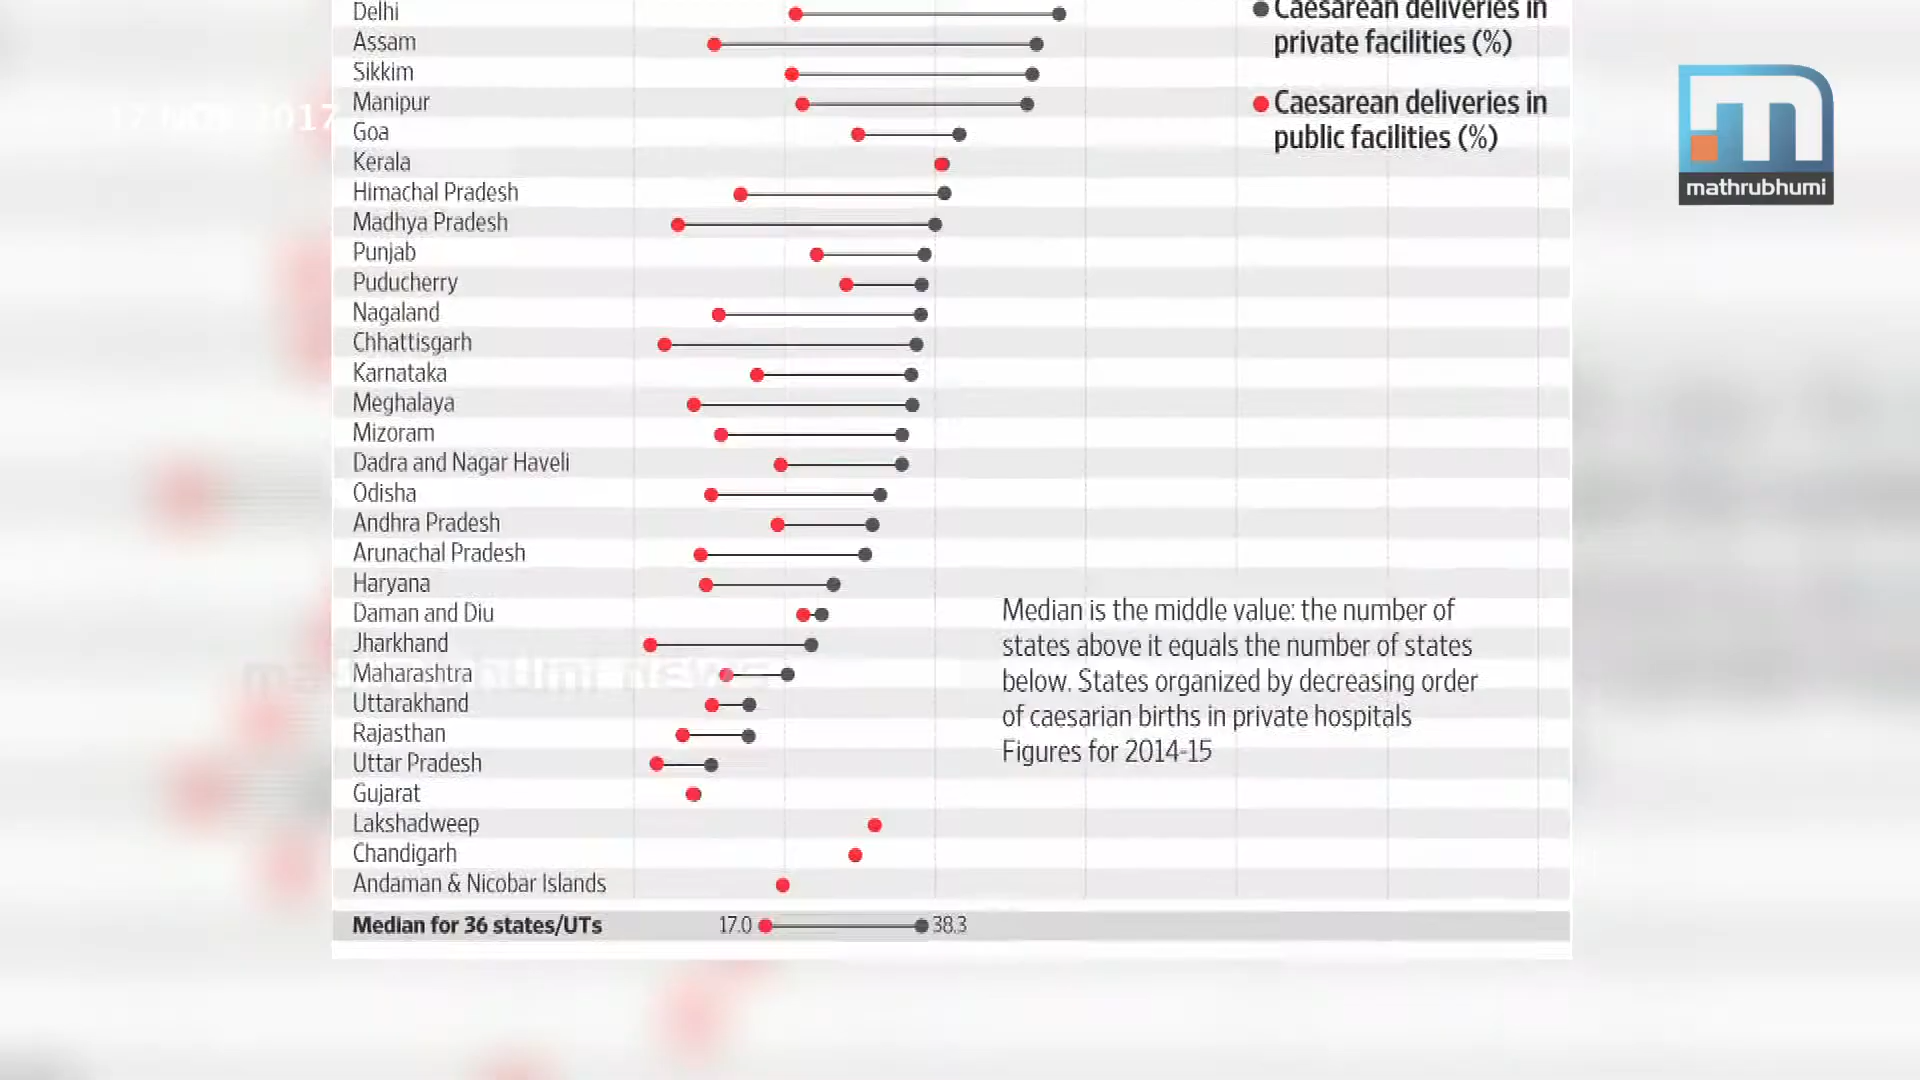 Delhi
Assam
Sikkim
Manipur
Goa
Kerala
Himachal Pradesh
Madhya Pradesh
Punjab
Puducherry
Nagaland
Chhattisgarh
Karnataka
Meghalaya
Mizoram
Dadra and Nagar Haveli
Odisha
Andhra Pradesh
Arunachal Pradesh
Haryana
Daman and Diu
Jharkhand
Maharashtra
Uttarakhand
Rajasthan
Uttar Pradesh
Gujarat
Lakshadweep
Chandigarh
Andaman & Nicobar Islands
Median for 36 states/UTs 17.0 38.3
Caesarean deliveries in
private facilities (%)
Caesarean deliveries in
public facilities (%)
Median is the middle value: the number of
states above it equals the number of states
below. States organized by decreasing order
of caesarian births in private hospitals
Figures for 2014-15
mathrubhumi
17 NOV 2017